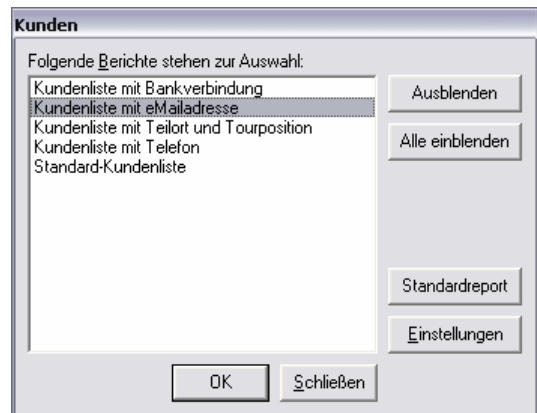 Kunden
Folgende Berichte stehen zur Auswahl:
Kundenliste mit Bankverbindung
Kundenliste mit eMailadresse
Kundenliste mit Teilort und Tourposition
Kundenliste mit Telefon
Standard-Kundenliste
Ausblenden
Alle einblenden
Standardreport
Einstellungen
OK
Schließen